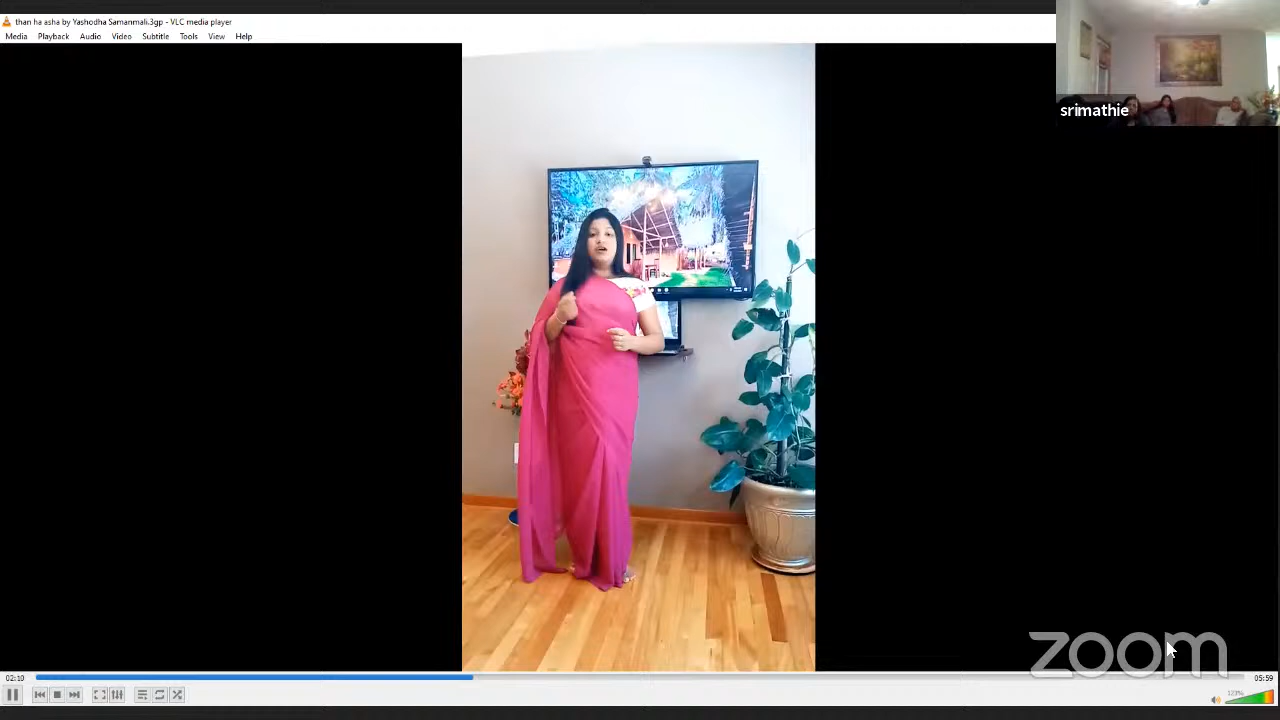 than ha asha by Yashodha Samanmali.3gp - VLC media player
Media Playback Audio Video Subtitle Tools View Help
srimathie
zoom
02:10
05:59
123%